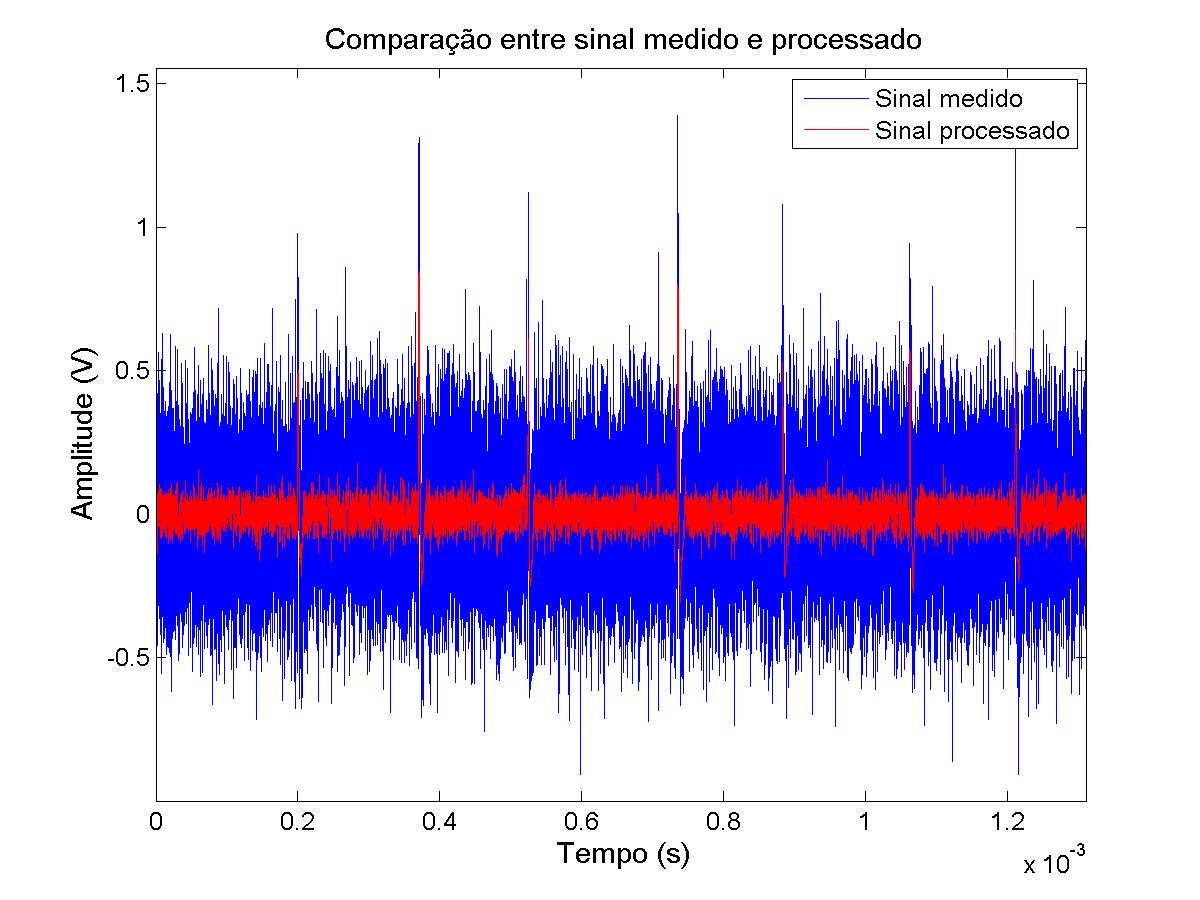 Comparação entre sinal medido e processado
Sinal medido
Sinal processado
1.5
1
0.5
0
-0.5
Amplitude (V)
0 0.2 0.4 0.6 0.8 1 1.2
Tempo (s)
x 10-3